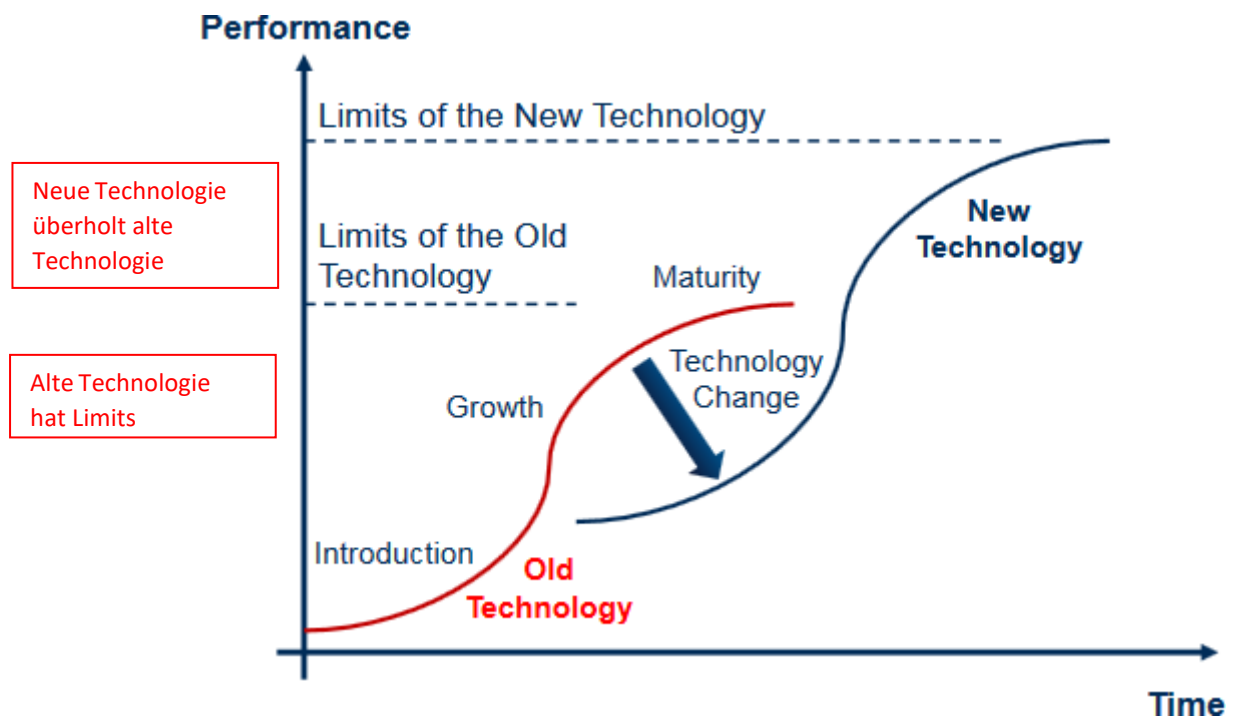 Performance
Limits of the New Technology
Neue Technologie
überholt alte
Technologie
New
Technology
Limits of the Old
Technology
Maturity
Alte Technologie
hat Limits
Technology
Change
Growth
Introduction
Old
Technology
Time